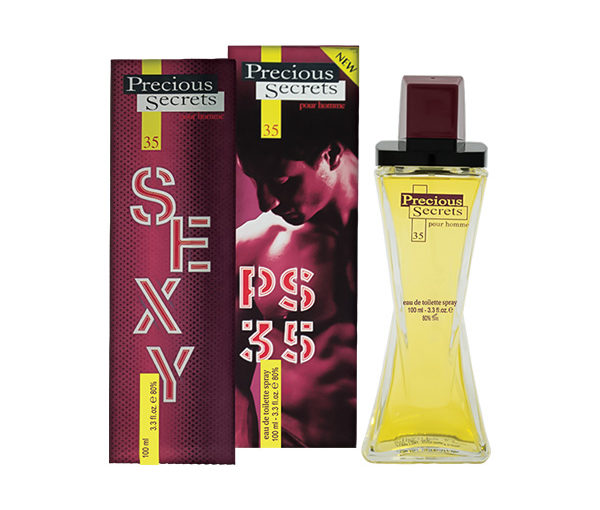 Precious
Secrets
pour homme
35
SEXY
100 ml 3.3 fl.oz. ℮ 80%
NEW
Precious
Secrets
pour homme
35
PS
35
eau de toilette spray
100 ml - 3.3 fl.oz. ℮ 80%
Precious
Secrets
pour homme
35
eau de toilette spray
100 ml - 3.3 fl.oz. ℮
80%